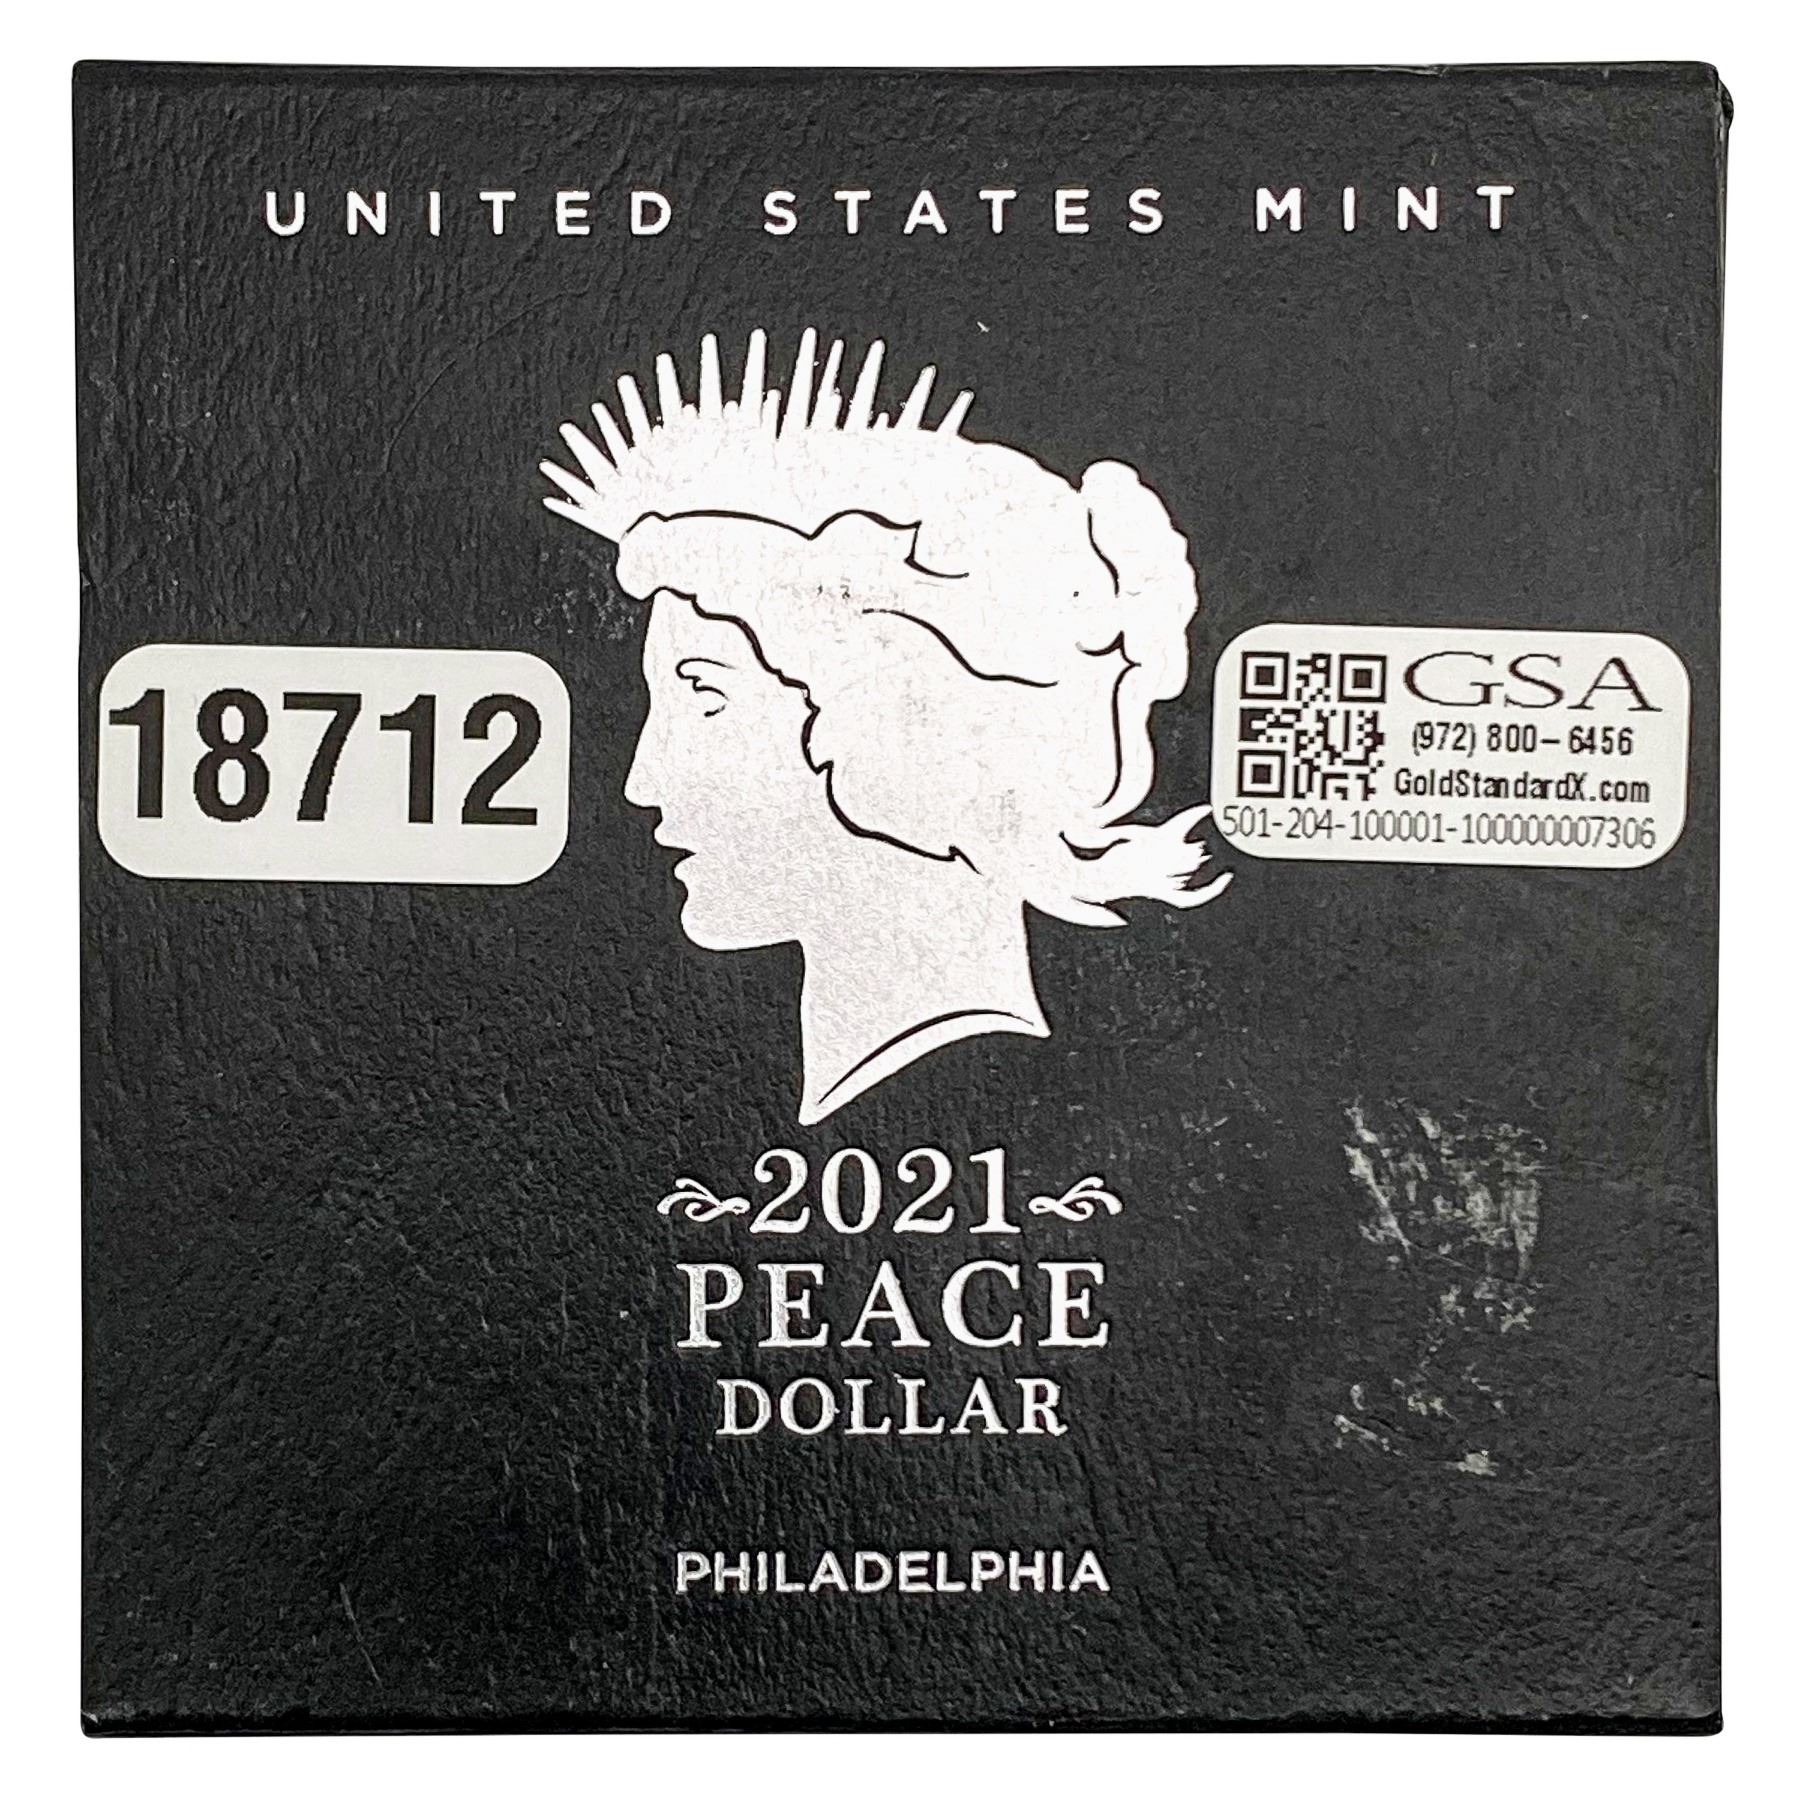 UNITED STATES MINT
18712
GSA
(972) 800-6456
GoldStandardX.com
501-204-100001-100000007306
2021
PEACE
DOLLAR
PHILADELPHIA